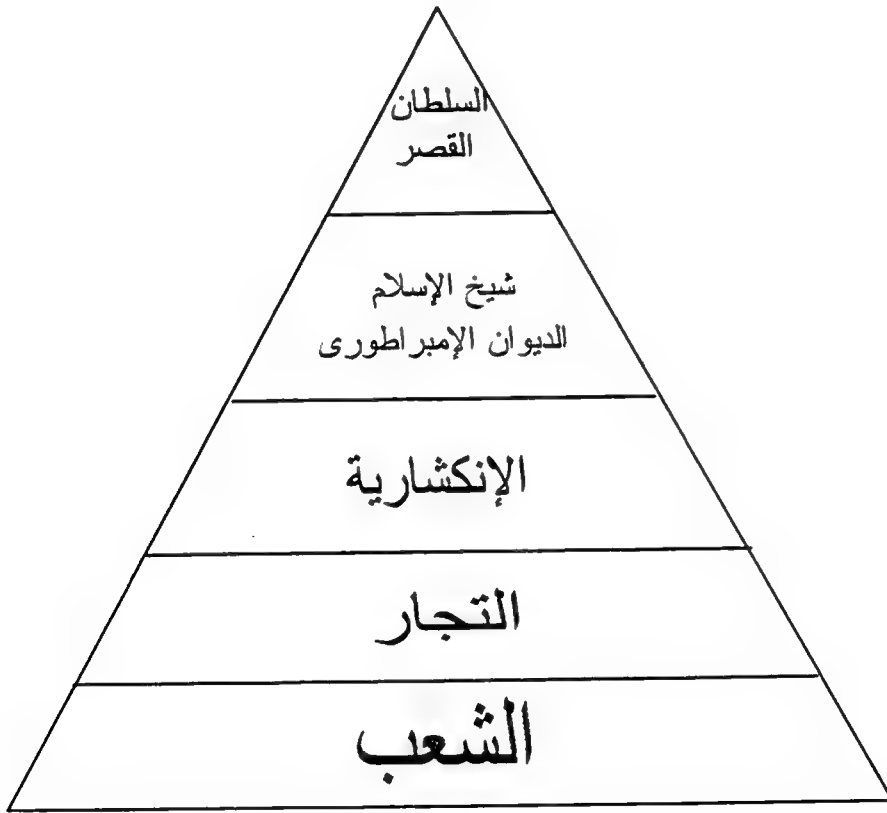 السلطان
القصر
شيخ الإسلام
الديوان الإمبراطورى
الإنكشارية
التجار
الشعب